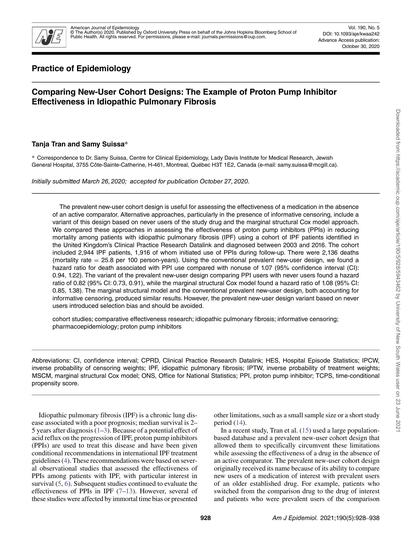 American Journal of Epidemiology
© The Author(s) 2020. Published by Oxford University Press on behalf of the Johns Hopkins Bloomberg School of
Public Health. All rights reserved. For permissions, please e-mail: journals.permissions@oup.com.
Vol. 190, No. 5
DOI: 10.1093/aje/kwaa242
Advance Access publication:
October 30, 2020
AJE
Practice of Epidemiology
Comparing New-User Cohort Designs: The Example of Proton Pump Inhibitor
Effectiveness in Idiopathic Pulmonary Fibrosis
Tanja Tran and Samy Suissa*
* Correspondence to Dr. Samy Suissa, Centre for Clinical Epidemiology, Lady Davis Institute for Medical Research, Jewish
General Hospital, 3755 Côte-Sainte-Catherine, H-461, Montreal, Québec H3T 1E2, Canada (e-mail: samy.suissa@mcgill.ca).
Initially submitted March 26, 2020; accepted for publication October 27, 2020.
The prevalent new-user cohort design is useful for assessing the effectiveness of a medication in the absence
of an active comparator. Alternative approaches, particularly in the presence of informative censoring, include a
variant of this design based on never users of the study drug and the marginal structural Cox model approach.
We compared these approaches in assessing the effectiveness of proton pump inhibitors (PPIs) in reducing
mortality among patients with idiopathic pulmonary fibrosis (IPF) using a cohort of IPF patients identified in
the United Kingdom's Clinical Practice Research Datalink and diagnosed between 2003 and 2016. The cohort
included 2,944 IPF patients, 1,916 of whom initiated use of PPIs during follow-up. There were 2,136 deaths
(mortality rate = 25.8 per 100 person-years). Using the conventional prevalent new-user design, we found a
hazard ratio for death associated with PPI use compared with nonuse of 1.07 (95% confidence interval (CI):
0.94, 1.22). The variant of the prevalent new-user design comparing PPI users with never users found a hazard
ratio of 0.82 (95% CI: 0.73, 0.91), while the marginal structural Cox model found a hazard ratio of 1.08 (95% CI:
0.85, 1.38). The marginal structural model and the conventional prevalent new-user design, both accounting for
informative censoring, produced similar results. However, the prevalent new-user design variant based on never
users introduced selection bias and should be avoided.
cohort studies; comparative effectiveness research; idiopathic pulmonary fibrosis; informative censoring;
pharmacoepidemiology; proton pump inhibitors
Abbreviations: CI, confidence interval; CPRD, Clinical Practice Research Datalink; HES, Hospital Episode Statistics; IPCW,
inverse probability of censoring weights; IPF, idiopathic pulmonary fibrosis; IPTW, inverse probability of treatment weights;
MSCM, marginal structural Cox model; ONS, Office for National Statistics; PPI, proton pump inhibitor; TCPS, time-conditional
propensity score.
Idiopathic pulmonary fibrosis (IPF) is a chronic lung dis-
ease associated with a poor prognosis; median survival is 2–
5 years after diagnosis (1–3). Because of a potential effect of
acid reflux on the progression of IPF, proton pump inhibitors
(PPIs) are used to treat this disease and have been given
conditional recommendations in international IPF treatment
guidelines (4). These recommendations were based on sever-
al observational studies that assessed the effectiveness of
PPIs among patients with IPF, with particular interest in
survival (5, 6). Subsequent studies continued to evaluate the
effectiveness of PPIs in IPF (7–13). However, several of
these studies were affected by immortal time bias or presented
other limitations, such as a small sample size or a short study
period (14).
In a recent study, Tran et al. (15) used a large population-
based database and a prevalent new-user cohort design that
allowed them to specifically circumvent these limitations
while assessing the effectiveness of a drug in the absence of
an active comparator. The prevalent new-user cohort design
originally received its name because of its ability to compare
new users of a medication of interest with prevalent users
of an older established drug. For example, patients who
switched from the comparison drug to the drug of interest
and patients who were prevalent users of the comparison
928
Am J Epidemiol. 2021;190(5):928–938
Downloaded from https://academic.oup.com/aje/article/190/5/928/5943462 by University of New South Wales user on 23 June 2021